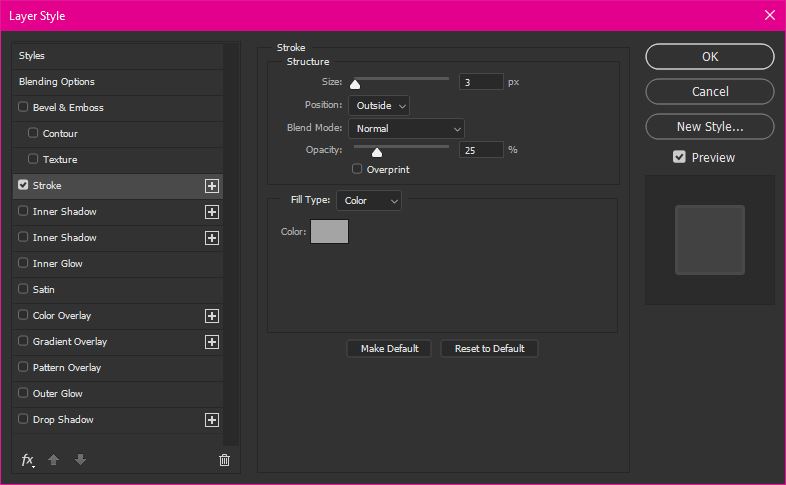 Layer Style
Styles
Blending Options
Bevel & Emboss
Contour
Texture
Stroke
Inner Shadow
Inner Shadow
Inner Glow
Satin
Color Overlay
Gradient Overlay
Pattern Overlay
Outer Glow
Drop Shadow
fx
Stroke
Structure
Size: 3 px
Position: Outside
Blend Mode: Normal
Opacity: 25 %
Overprint
Fill Type: Color
Color:
Make Default Reset to Default
OK
Cancel
New Style...
Preview